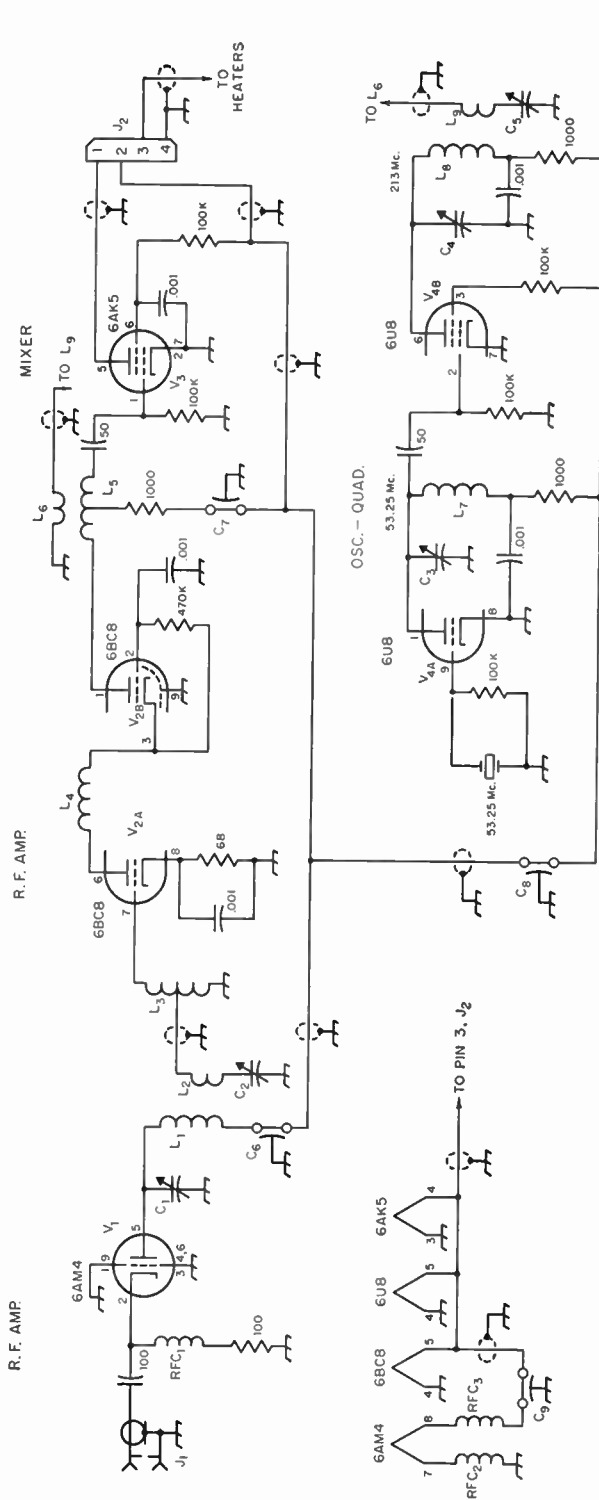 R.F. AMP.
6AM4
V1
1
9
2
5
3
4,6
100
J1
RFC1
100
C1
L1
C6
L2
C2
L3
R.F. AMP.
6BC8
V2A
7
6
8
.001
68
L4
6BC8
V2B
1
2
3
9
470K
.001
MIXER
L6
TO L9
L5
50
1000
C7
100K
6AK5
V3
5
1
6
2
7
.001
100K
J2
1
2
3
4
TO
HEATERS
6AM4
7
8
RFC2
RFC3
C9
6BC8
4
5
6U8
4
5
6AK5
3
4
TO PIN 3, J2
C8
OSC. – QUAD.
53.25 Mc.
6U8
V4A
1
9
8
53.25 Mc.
100K
C3
.001
L7
1000
50
100K
6U8
V4B
6
2
3
7
100K
213 Mc.
C4
L8
.001
1000
TO L6
L9
C5